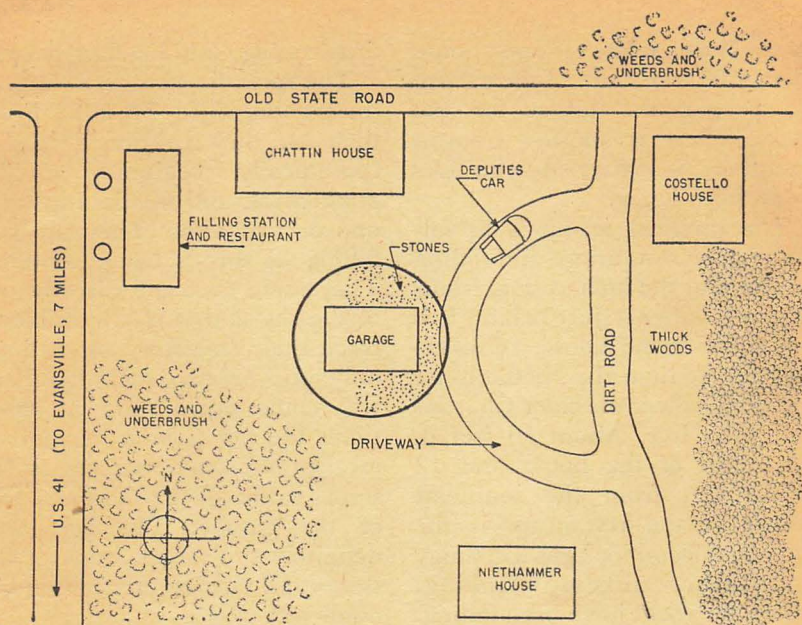 WEEDS AND
UNDERBRUSH
OLD STATE ROAD
CHATTIN HOUSE
DEPUTIES
CAR
COSTELLO
HOUSE
FILLING STATION
AND RESTAURANT
STONES
U.S. 41 (TO EVANSVILLE, 7 MILES)
GARAGE
DIRT ROAD
THICK
WOODS
WEEDS AND
UNDERBRUSH
DRIVEWAY
N
NIETHAMMER
HOUSE